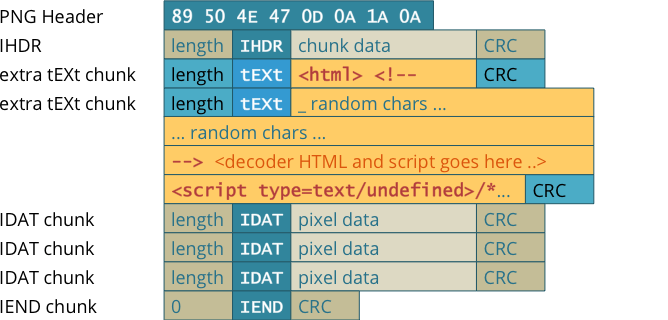 PNG Header 89 50 4E 47 0D 0A 1A 0A
IHDR length IHDR chunk data CRC
extra tEXt chunk length tEXt <html> <!-- CRC
extra tEXt chunk length tEXt _ random chars ...
... random chars ...
--> <decoder HTML and script goes here ..>
<script type=text/undefined>/*... CRC
IDAT chunk length IDAT pixel data CRC
IDAT chunk length IDAT pixel data CRC
IDAT chunk length IDAT pixel data CRC
IEND chunk 0 IEND CRC